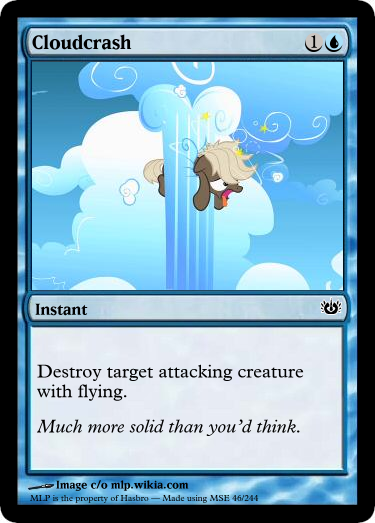 Cloudcrash 1
Instant
Destroy target attacking creature
with flying.
Much more solid than you'd think.
Image c/o mlp.wikia.com
MLP is the property of Hasbro — Made using MSE 46/244